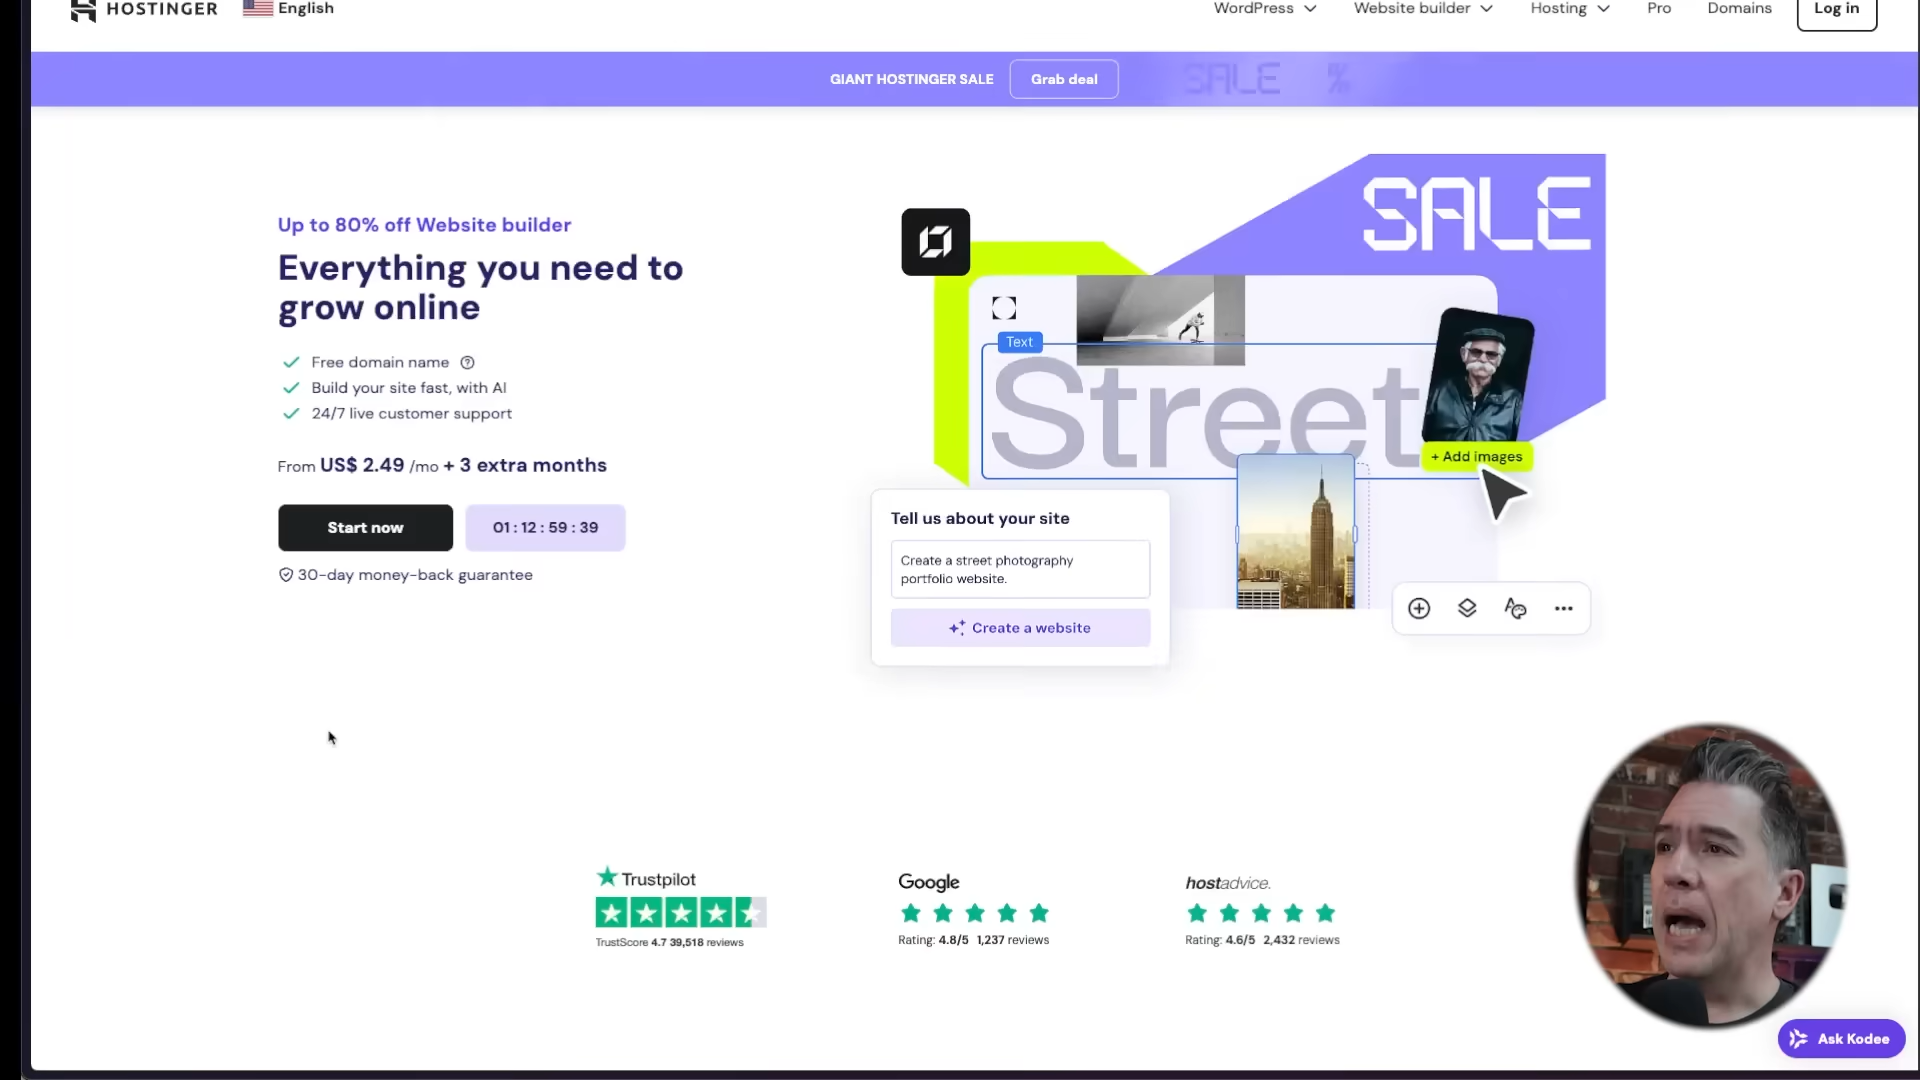 HOSTINGER
English
WordPress
Website builder
Hosting
Pro
Domains
Log in
GIANT HOSTINGER SALE
Grab deal
SALE %
Up to 80% off Website builder
Everything you need to
grow online
Free domain name
Build your site fast, with AI
24/7 live customer support
From US$ 2.49 /mo + 3 extra months
Start now
01 : 12 : 59 : 39
30-day money-back guarantee
SALE
Text
Street
+ Add images
Tell us about your site
Create a street photography
portfolio website.
Create a website
Trustpilot
TrustScore 4.7 39,518 reviews
Google
Rating: 4.8/5 1,237 reviews
hostadvice.
Rating: 4.6/5 2,432 reviews
Ask Kodee